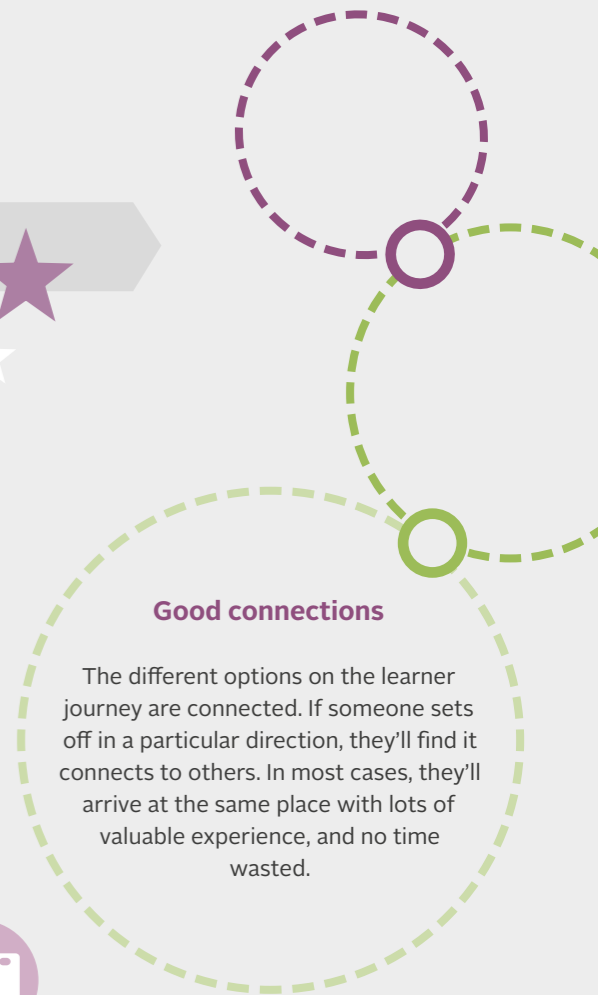 Good connections
The different options on the learner
journey are connected. If someone sets
off in a particular direction, they’ll find it
connects to others. In most cases, they’ll
arrive at the same place with lots of
valuable experience, and no time
wasted.